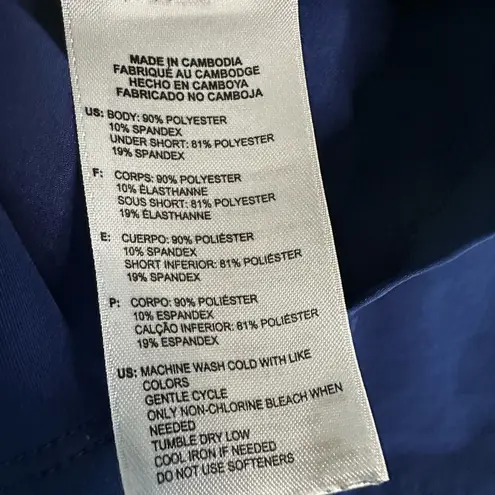 MADE IN CAMBODIA
FABRIQUÉ AU CAMBODGE
HECHO EN CAMBOYA
FABRICADO NO CAMBOJA
US: BODY: 90% POLYESTER
10% SPANDEX
UNDER SHORT: 81% POLYESTER
19% SPANDEX
F: CORPS: 90% POLYESTER
10% ÉLASTHANNE
SOUS SHORT: 81% POLYESTER
19% ÉLASTHANNE
E: CUERPO: 90% POLIÉSTER
10% SPANDEX
SHORT INFERIOR: 81% POLIÉSTER
19% SPANDEX
P: CORPO: 90% POLIÉSTER
10% ESPANDEX
CALÇÃO INFERIOR: 81% POLIÉSTER
19% ESPANDEX
US: MACHINE WASH COLD WITH LIKE
COLORS
GENTLE CYCLE
ONLY NON-CHLORINE BLEACH WHEN
NEEDED
TUMBLE DRY LOW
COOL IRON IF NEEDED
DO NOT USE SOFTENERS